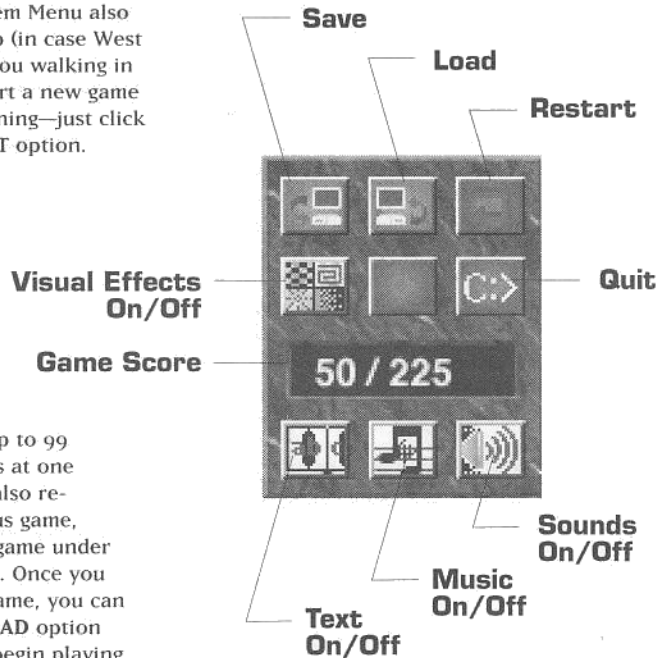 em Menu also
o (in case West
ou walking in
rt a new game
ning—just click
T option.
Save
Load
Restart
Visual Effects
On/Off
Quit
C:>
Game Score
50 / 225
p to 99
s at one
also re-
us game,
game under
. Once you
ame, you can
AD option
begin playing
Sounds
On/Off
Music
On/Off
Text
On/Off